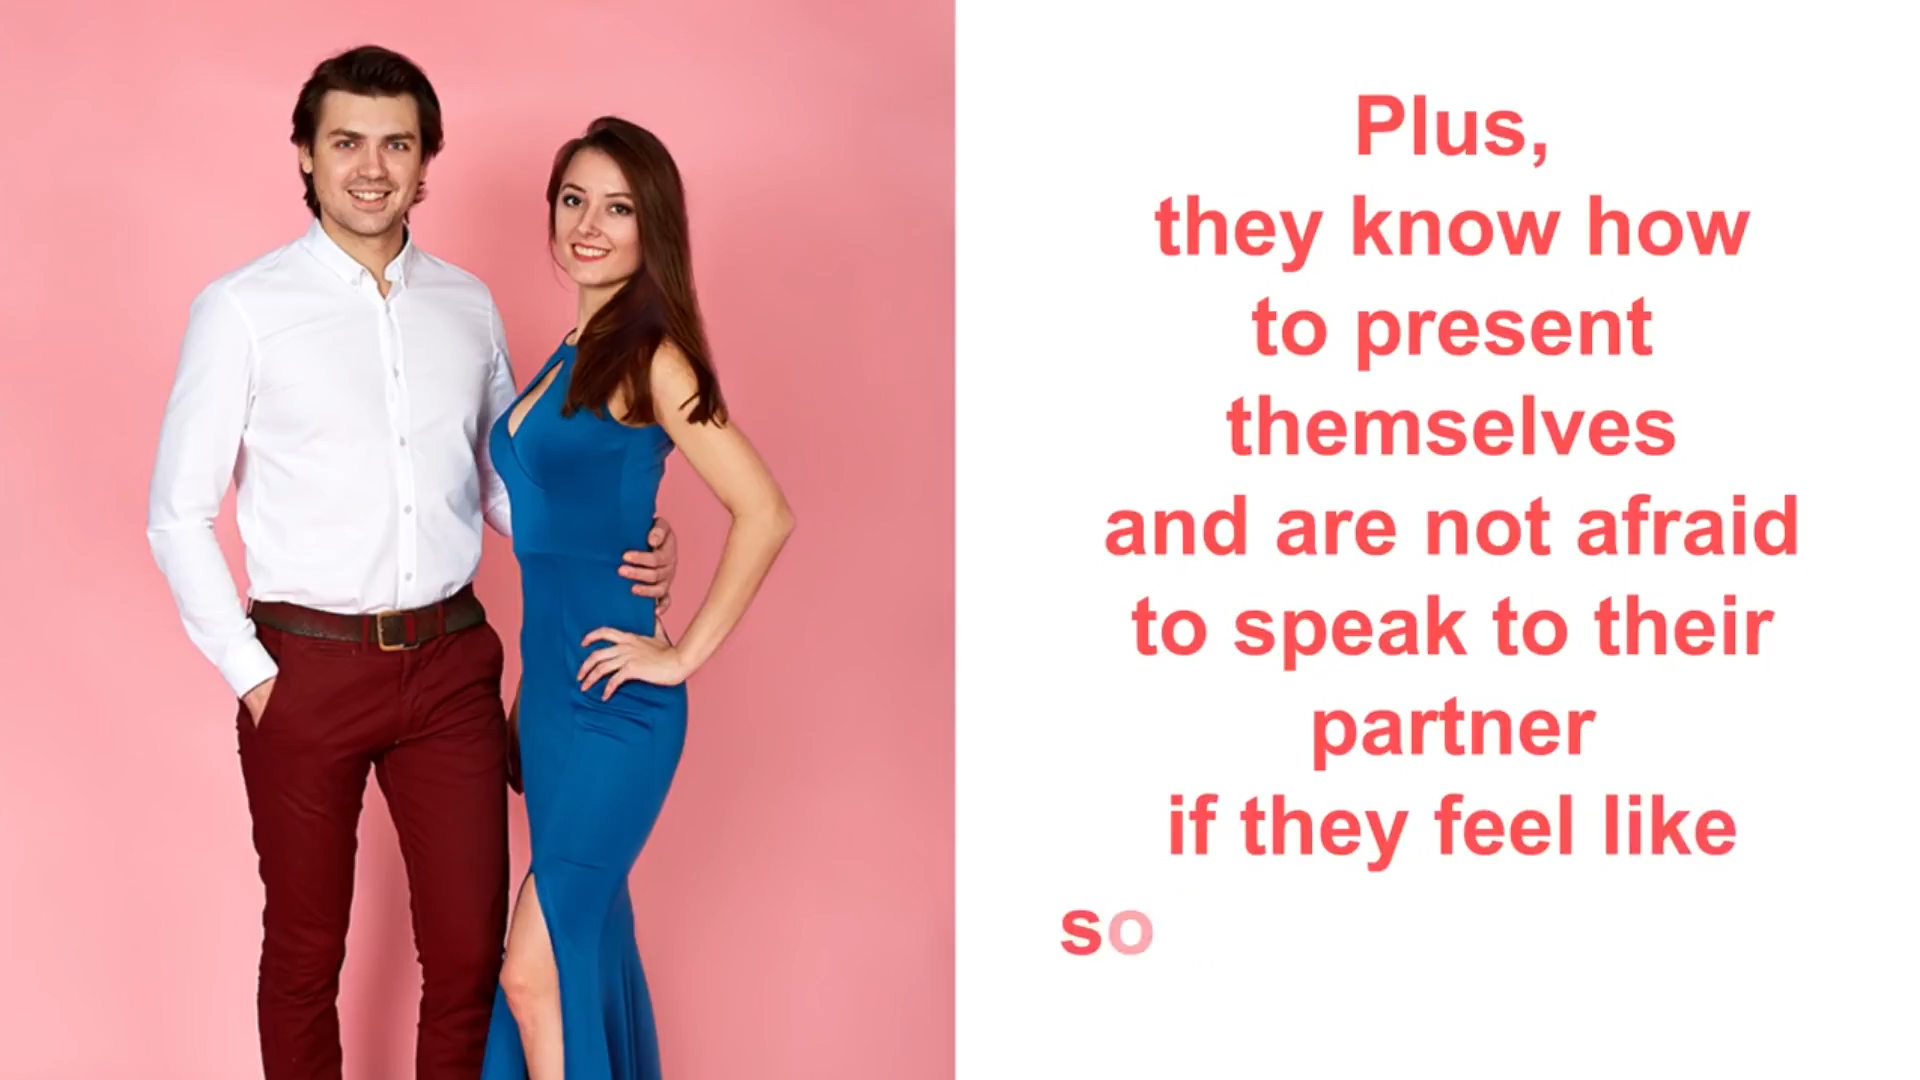 Plus,
they know how
to present
themselves
and are not afraid
to speak to their
partner
if they feel like
so